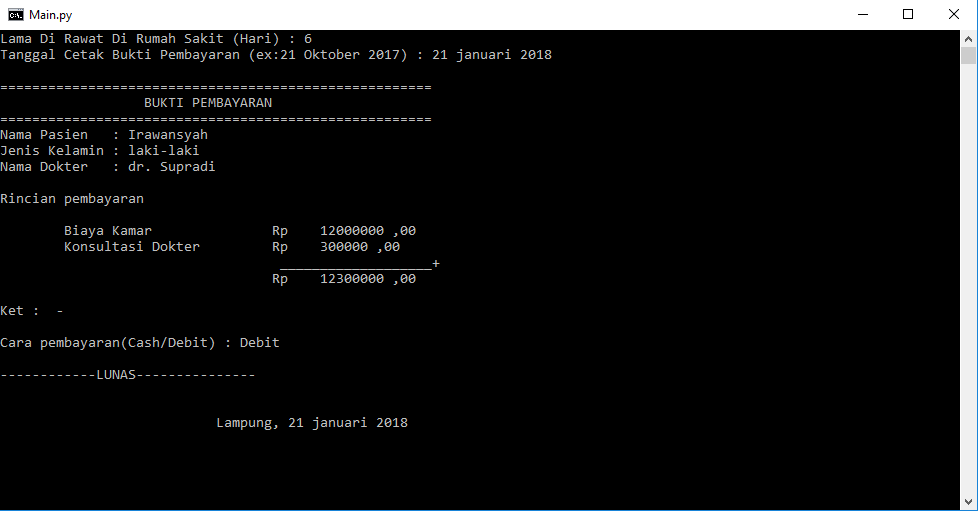 Main.py
Lama Di Rawat Di Rumah Sakit (Hari) : 6
Tanggal Cetak Bukti Pembayaran (ex:21 Oktober 2017) : 21 januari 2018
======================================================
BUKTI PEMBAYARAN
======================================================
Nama Pasien   : Irawansyah
Jenis Kelamin : laki-laki
Nama Dokter   : dr. Supradi
Rincian pembayaran
Biaya Kamar               Rp    12000000 ,00
Konsultasi Dokter         Rp    300000 ,00
___________________+
Rp    12300000 ,00
Ket :  -
Cara pembayaran(Cash/Debit) : Debit
------------LUNAS---------------
Lampung, 21 januari 2018